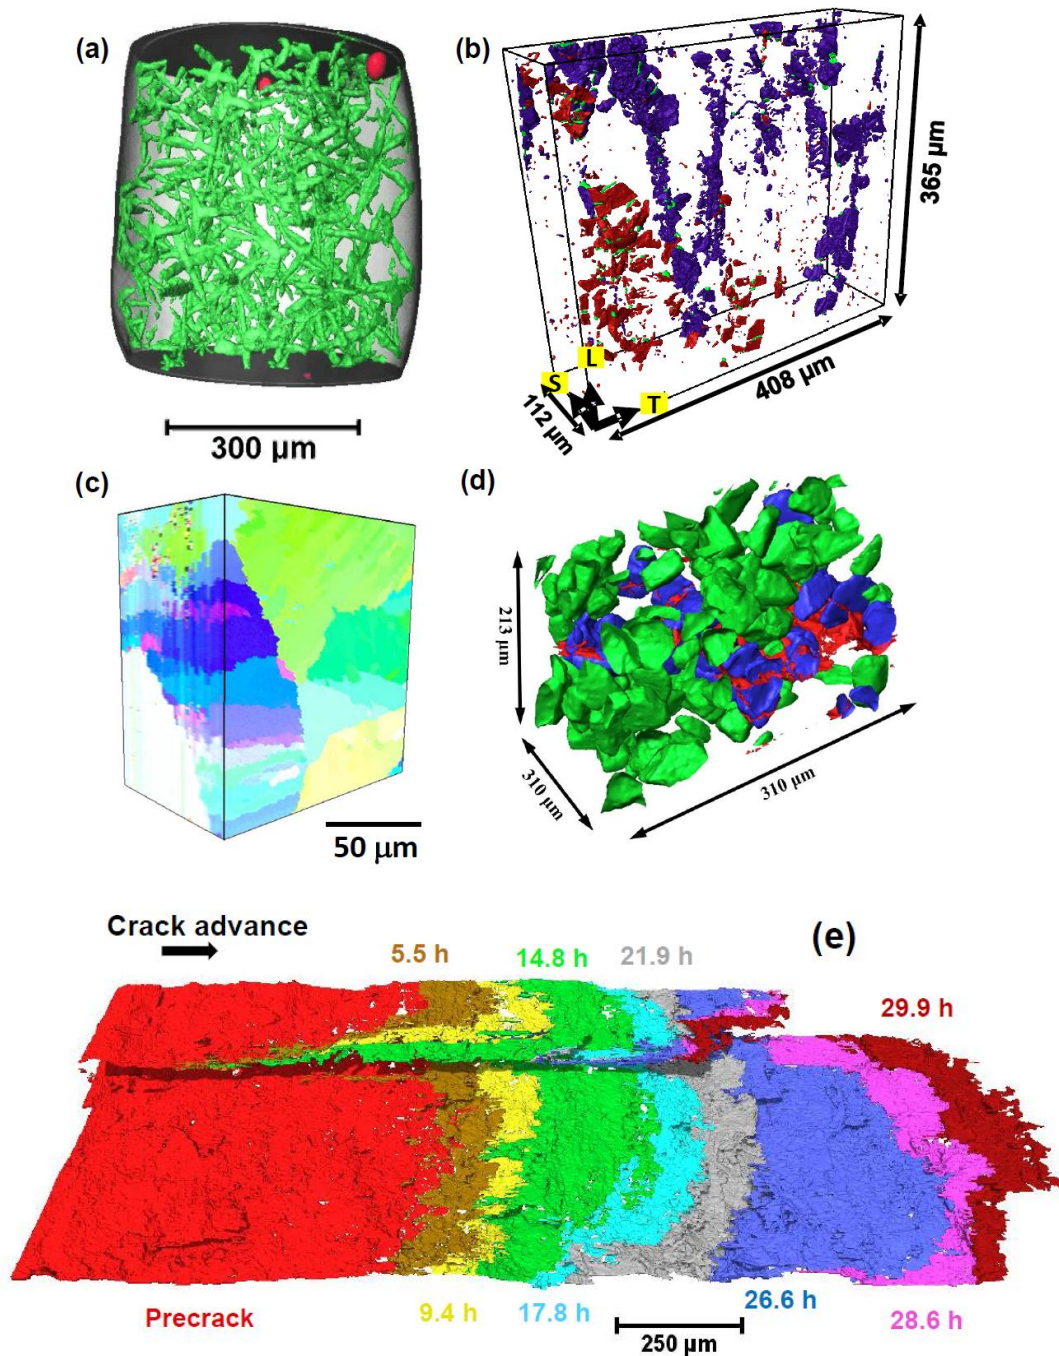 (a)
(b)
365 µm
L
S
T
112 µm
408 µm
300 µm
(c)
(d)
213 µm
310 µm
310 µm
50 µm
Crack advance
(e)
5.5 h
14.8 h
21.9 h
29.9 h
Precrack
9.4 h
17.8 h
26.6 h
28.6 h
250 µm